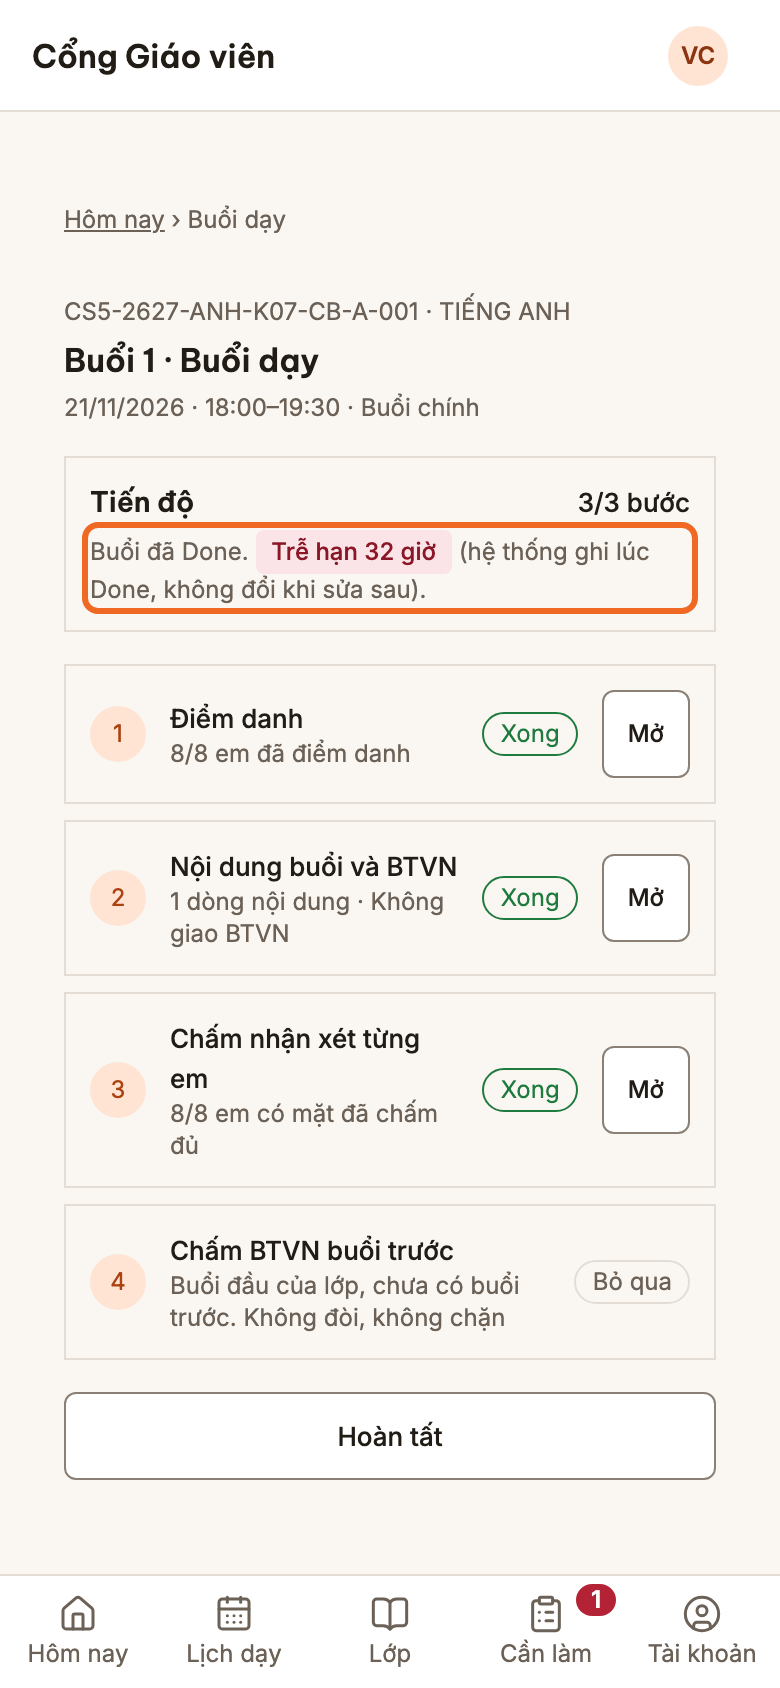 Cổng Giáo viên
VC
Hôm nay › Buổi dạy
CS5-2627-ANH-K07-CB-A-001 · TIẾNG ANH
Buổi 1 · Buổi dạy
21/11/2026 · 18:00–19:30 · Buổi chính
Tiến độ
3/3 bước
Buổi đã Done. Trễ hạn 32 giờ (hệ thống ghi lúc
Done, không đổi khi sửa sau).
1
Điểm danh
8/8 em đã điểm danh
Xong
Mở
2
Nội dung buổi và BTVN
1 dòng nội dung · Không
giao BTVN
Xong
Mở
3
Chấm nhận xét từng
em
8/8 em có mặt đã chấm
đủ
Xong
Mở
4
Chấm BTVN buổi trước
Buổi đầu của lớp, chưa có buổi
trước. Không đòi, không chặn
Bỏ qua
Hoàn tất
1
Hôm nay
Lịch dạy
Lớp
Cần làm
Tài khoản